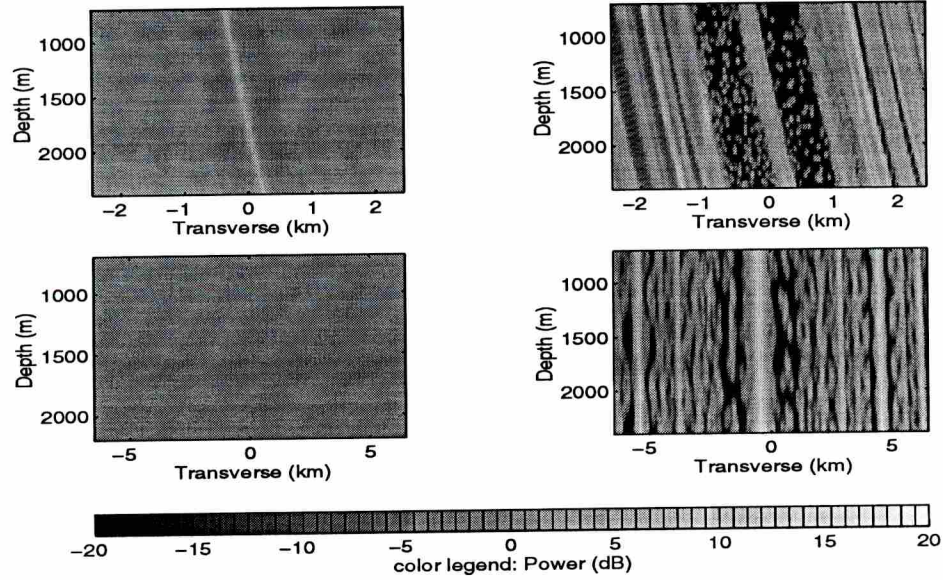 Depth (m)
1000
1500
2000
−2 −1 0 1 2
Transverse (km)
Depth (m)
1000
1500
2000
−2 −1 0 1 2
Transverse (km)
Depth (m)
1000
1500
2000
−5 0 5
Transverse (km)
Depth (m)
1000
1500
2000
−5 0 5
Transverse (km)
−20 −15 −10 −5 0 5 10 15 20
color legend: Power (dB)